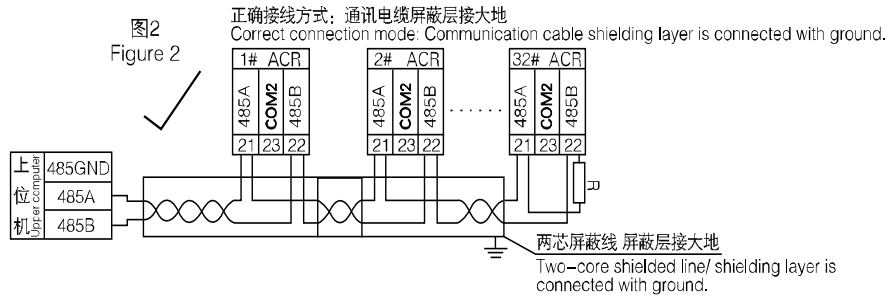 正确接线方式：通讯电缆屏蔽层接大地
Correct connection mode: Communication cable shielding layer is connected with ground.
图2
Figure 2
1# ACR
2# ACR
32# ACR
485A COM2 485B
485A COM2 485B
485A COM2 485B
21 23 22
21 23 22
21 23 22
R
上位机
Upper computer
485GND
485A
485B
两芯屏蔽线 屏蔽层接大地
Two-core shielded line/ shielding layer is
connected with ground.